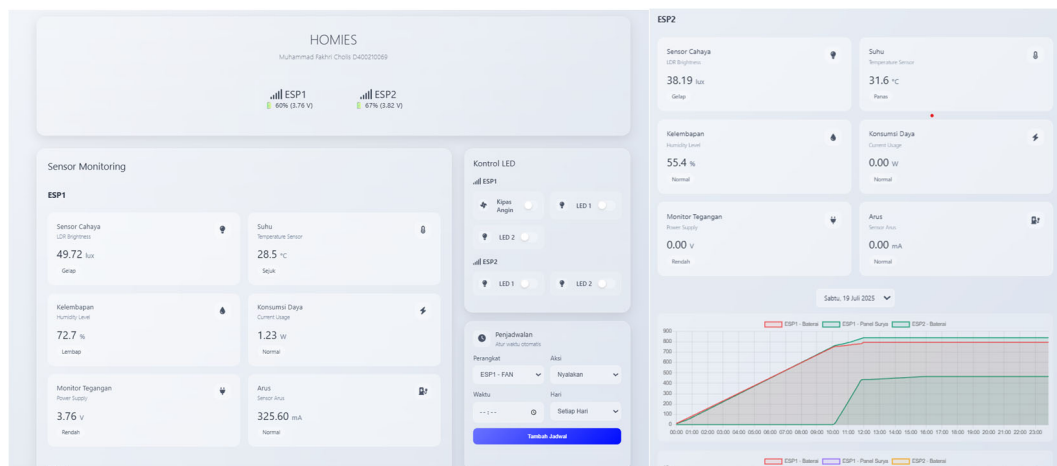 HOMIES
Muhammad Fakhri Cholis D400210069
ESP1
60% (3.76 V)
ESP2
67% (3.82 V)
Sensor Monitoring
ESP1
Sensor Cahaya
LDR Brightness
49.72 lux
Gelap
Suhu
Temperature Sensor
28.5 °C
Sejuk
Kelembapan
Humidity Level
72.7 %
Lembap
Konsumsi Daya
Current Usage
1.23 W
Normal
Monitor Tegangan
Power Supply
3.76 V
Rendah
Arus
Sensor Arus
325.60 mA
Normal
Kontrol LED
ESP1
Kipas
Angin
LED 1
LED 2
ESP2
LED 1
LED 2
Penjadwalan
Atur waktu otomatis
Perangkat
Aksi
ESP1 - FAN
Nyalakan
Waktu
Hari
--:--
Setiap Hari
Tambah Jadwal
ESP2
Sensor Cahaya
LDR Brightness
38.19 lux
Gelap
Suhu
Temperature Sensor
31.6 °C
Panas
Kelembapan
Humidity Level
55.4 %
Normal
Konsumsi Daya
Current Usage
0.00 W
Normal
Monitor Tegangan
Power Supply
0.00 V
Rendah
Arus
Sensor Arus
0.00 mA
Normal
Sabtu, 19 Juli 2025
ESP1 - Baterai ESP1 - Panel Surya ESP2 - Baterai
900
800
700
600
500
400
300
200
100
0
00:00 01:00 02:00 03:00 04:00 05:00 06:00 07:00 08:00 09:00 10:00 11:00 12:00 13:00 14:00 15:00 16:00 17:00 18:00 19:00 20:00 21:00 22:00 23:00
ESP1 - Baterai ESP1 - Panel Surya ESP2 - Baterai